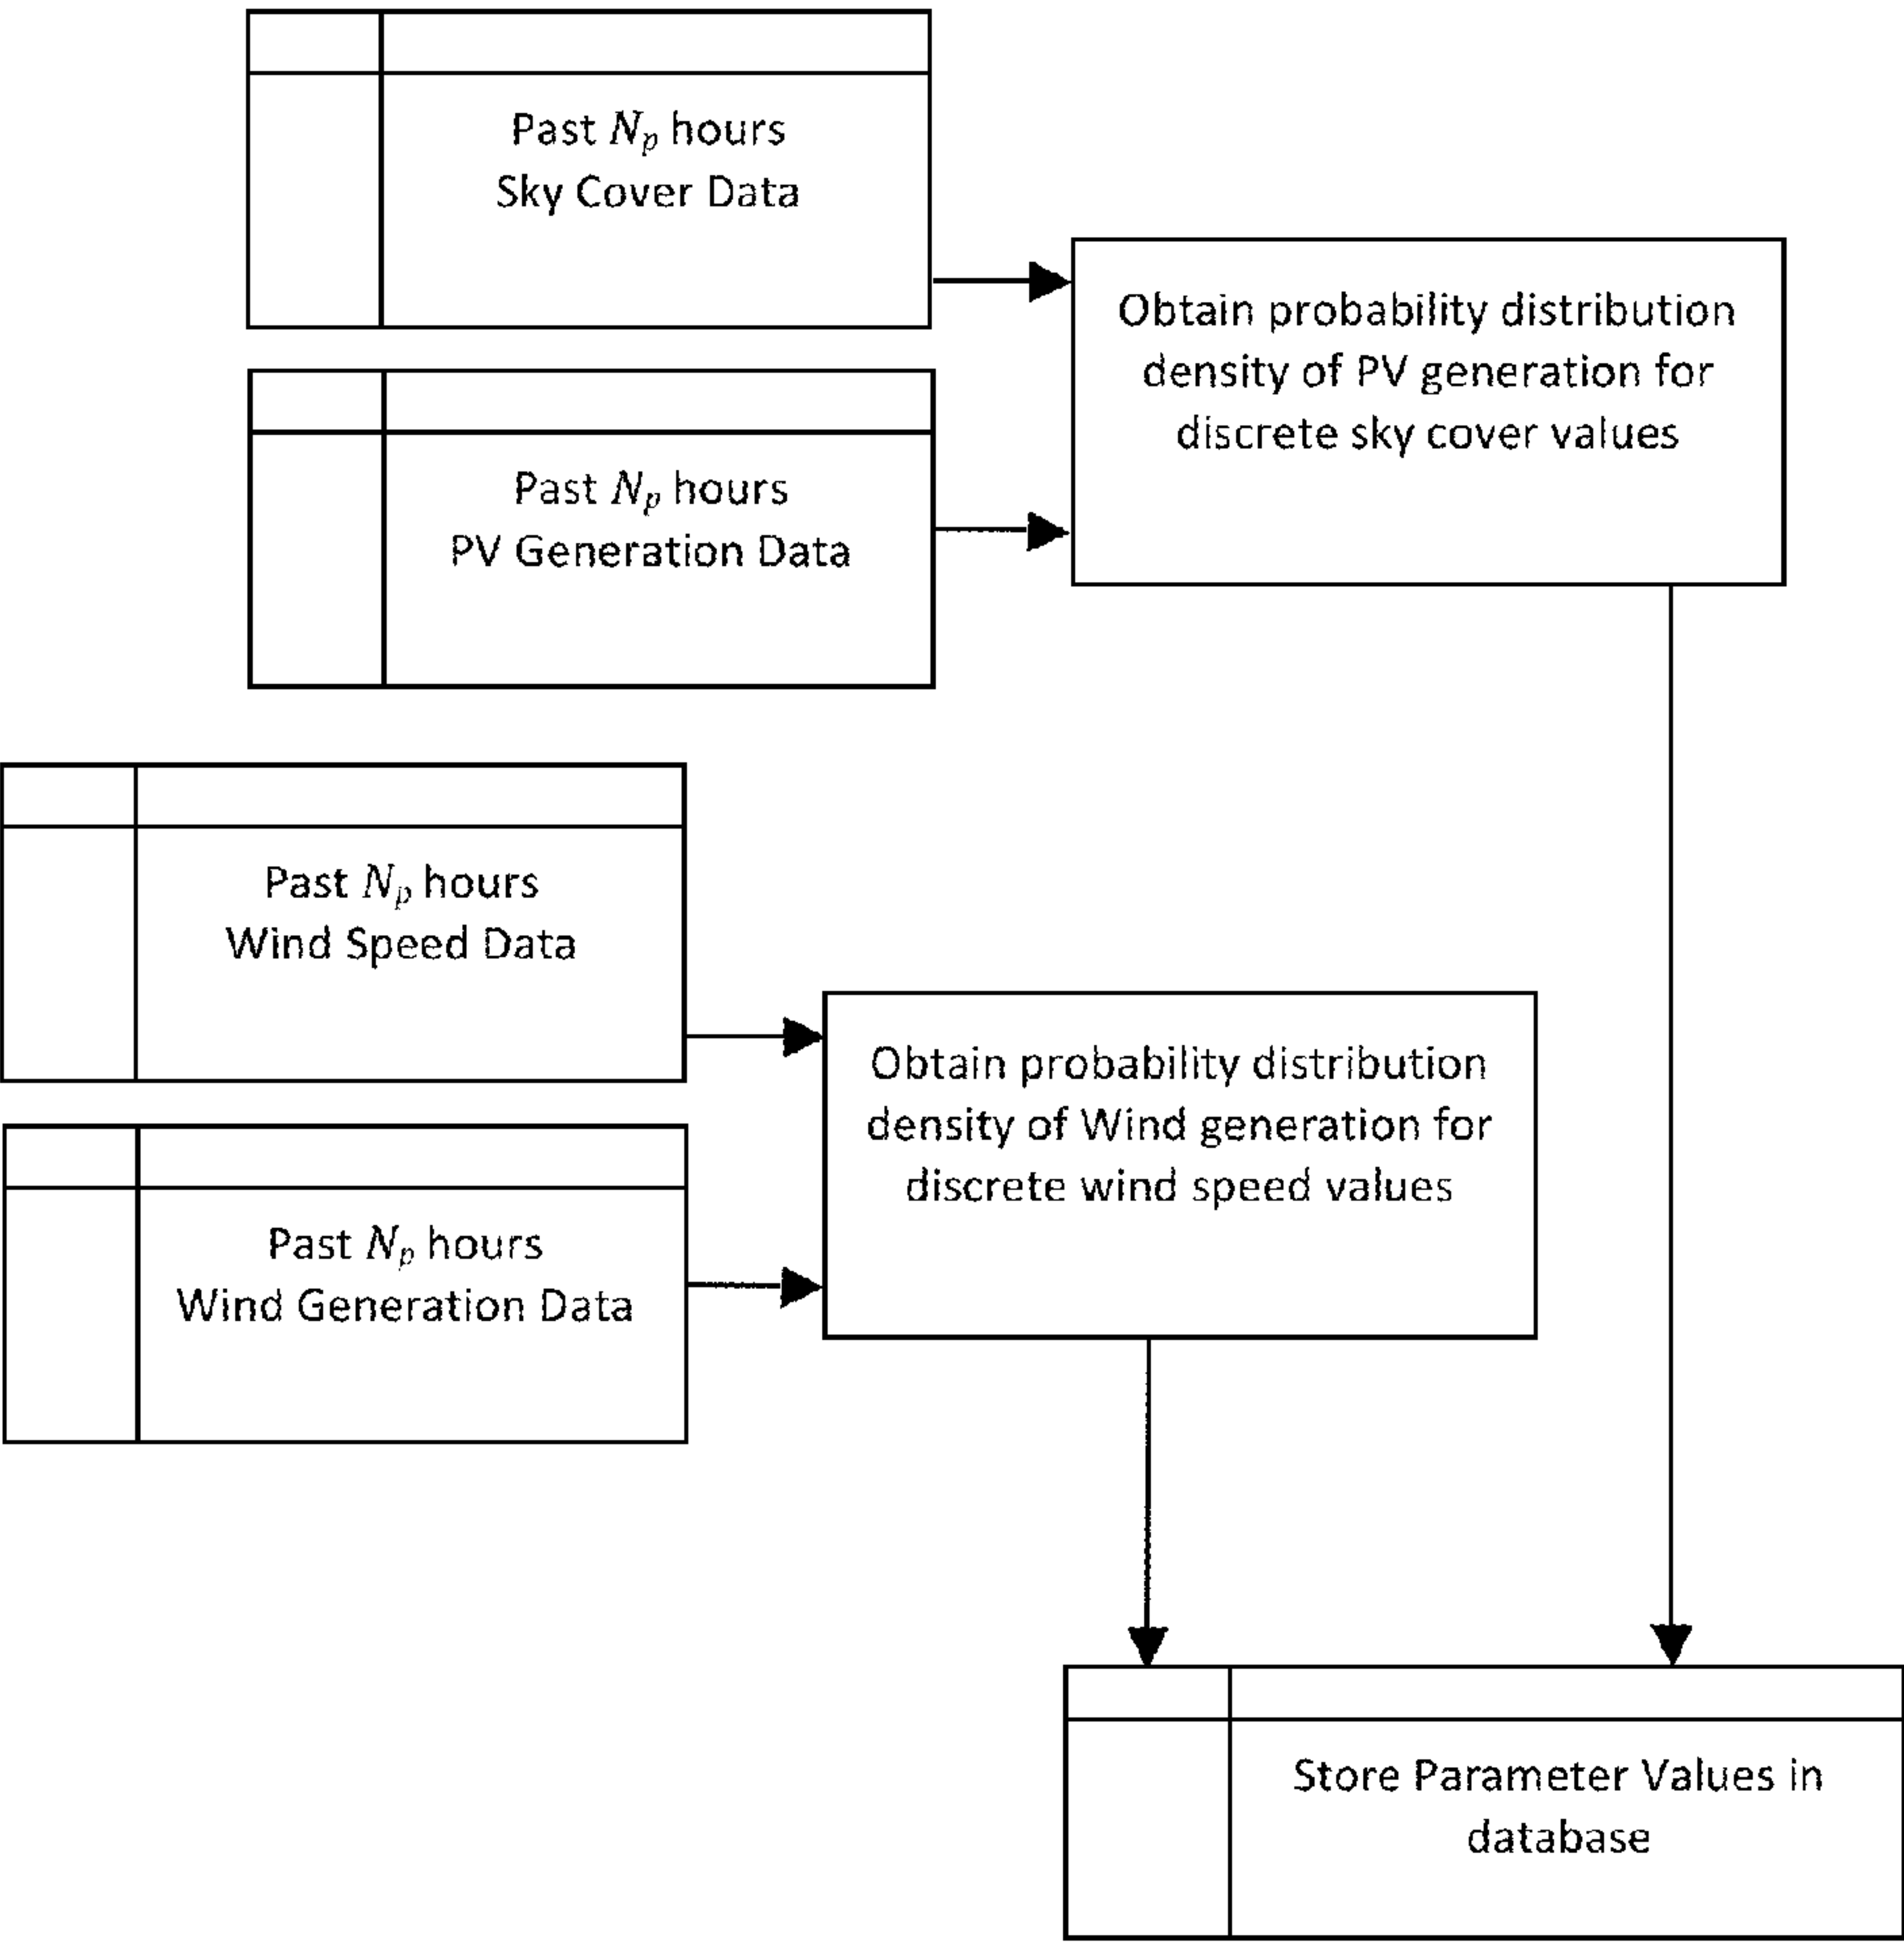 Past N_p hours
Sky Cover Data
Obtain probability distribution
density of PV generation for
discrete sky cover values
Past N_p hours
PV Generation Data
Past N_p hours
Wind Speed Data
Obtain probability distribution
density of Wind generation for
discrete wind speed values
Past N_p hours
Wind Generation Data
Store Parameter Values in
database